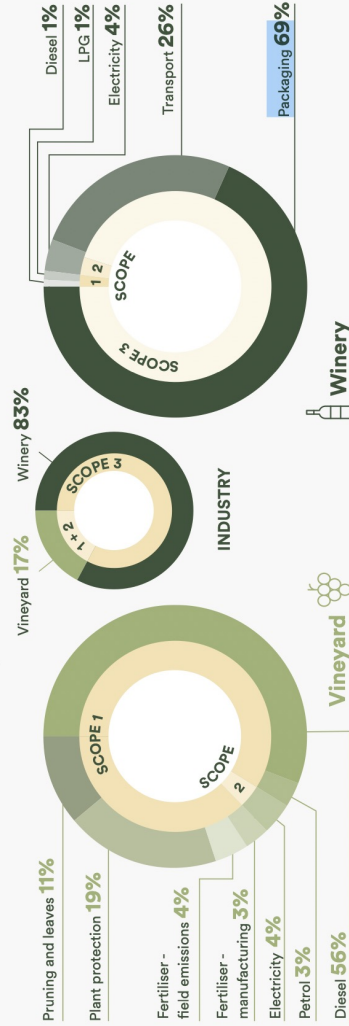 Pruning and leaves 11%
Plant protection 19%
Fertiliser -
field emissions 4%
Fertiliser -
manufacturing 3%
Electricity 4%
Petrol 3%
Diesel 56%
SCOPE 1
SCOPE
2
Vineyard
Vineyard 17%
Winery 83%
1 + 2
SCOPE 3
INDUSTRY
Diesel 1%
LPG 1%
Electricity 4%
Transport 26%
Packaging 69%
1 2
SCOPE
SCOPE 3
Winery